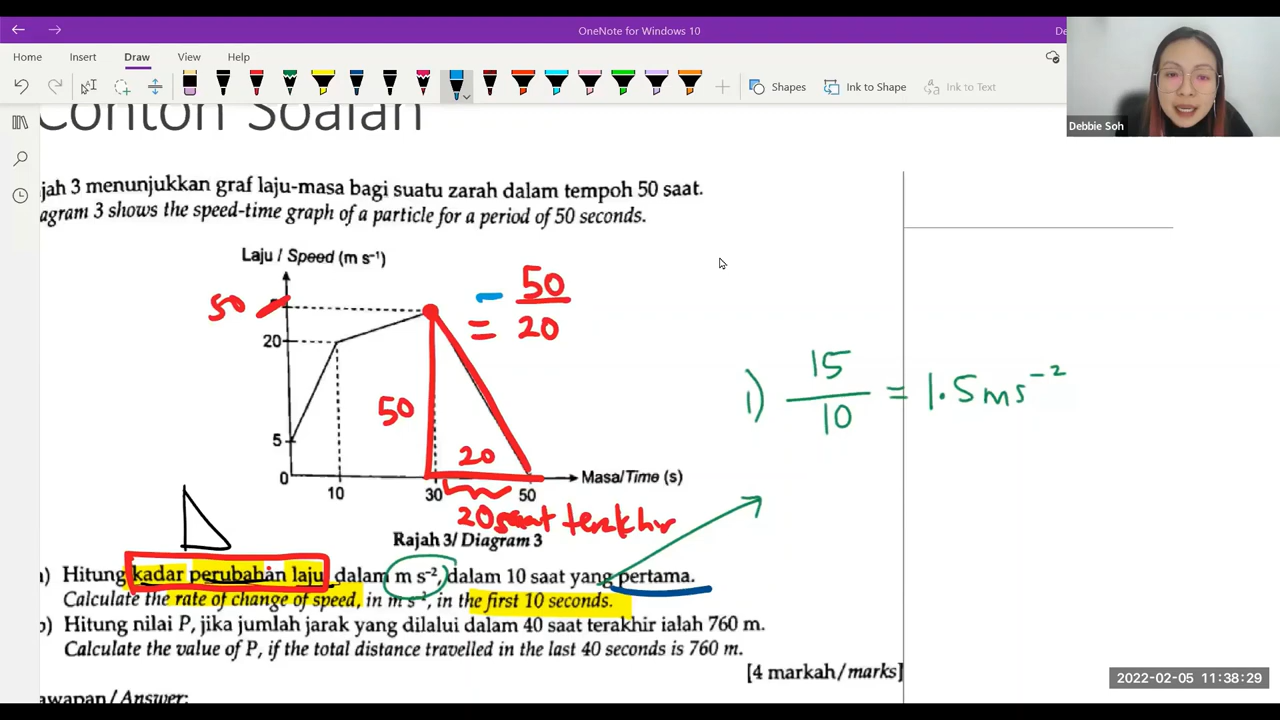 OneNote for Windows 10
De
Home
Insert
Draw
View
Help
Shapes
Ink to Shape
Ink to Text
Debbie Soh
Conton Soalan
jah 3 menunjukkan graf laju-masa bagi suatu zarah dalam tempoh 50 saat.
agram 3 shows the speed-time graph of a particle for a period of 50 seconds.
Laju / Speed (m s⁻¹)
50
20
5
0
10
30
50
Masa/Time (s)
- 50
= 20
50
20
20 saat terakhir
1) 15/10 = 1.5 ms⁻²
Rajah 3/ Diagram 3
) Hitung kadar perubahan laju dalam m s⁻², dalam 10 saat yang pertama.
Calculate the rate of change of speed, in m s⁻², in the first 10 seconds.
) Hitung nilai P, jika jumlah jarak yang dilalui dalam 40 saat terakhir ialah 760 m.
Calculate the value of P, if the total distance travelled in the last 40 seconds is 760 m.
[4 markah/marks]
awapan/Answer:
2022-02-05 11:38:29